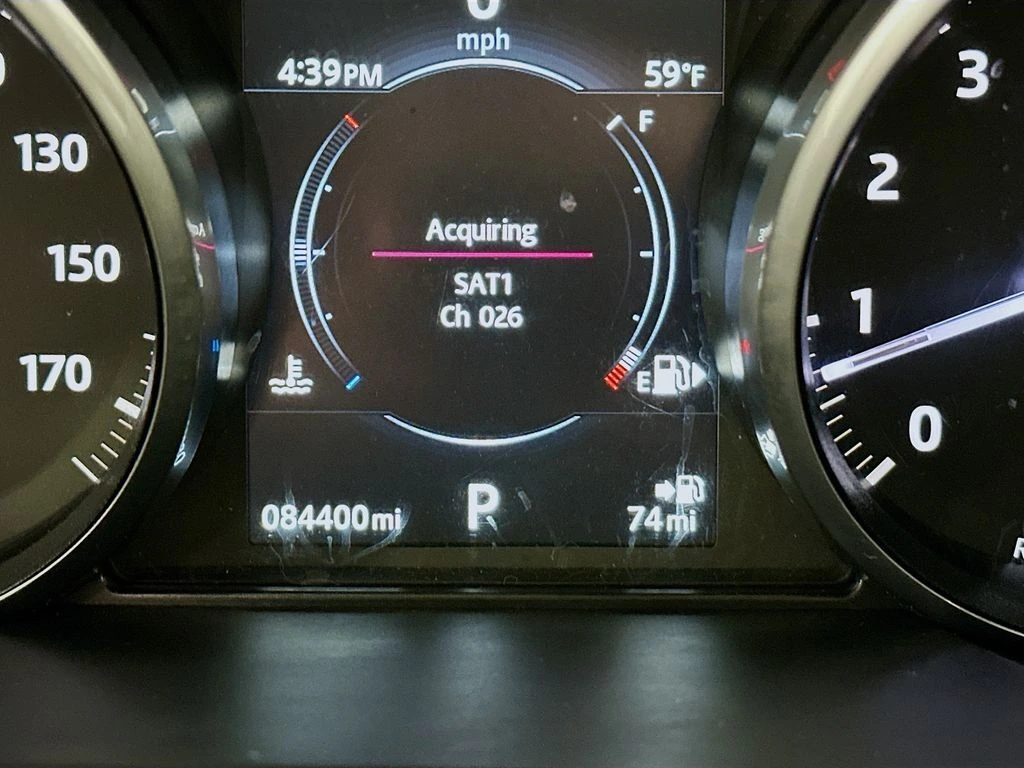 0
mph
4:39PM
59°F
F
130
150
170
3
2
1
0
Acquiring
SAT1
Ch 026
E
084400mi
P
74mi